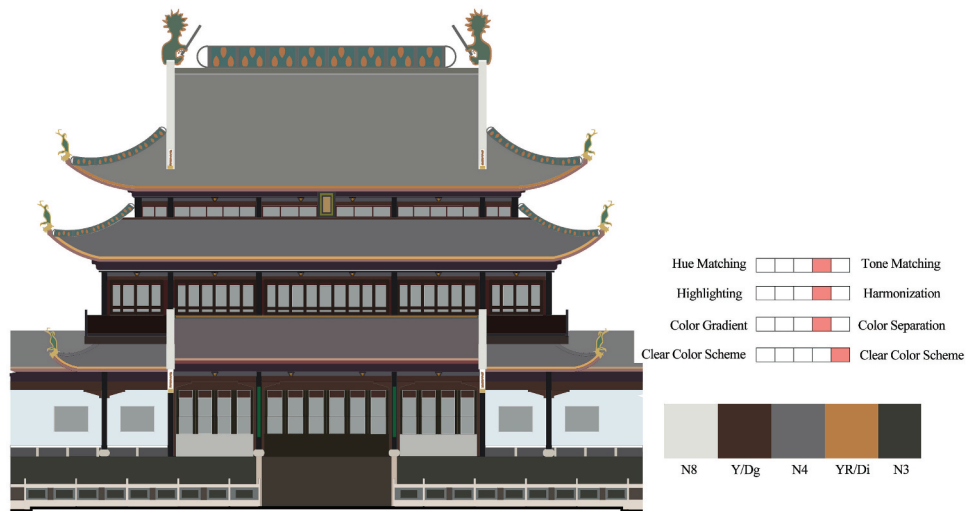 Hue Matching Tone Matching
Highlighting Harmonization
Color Gradient Color Separation
Clear Color Scheme Clear Color Scheme
N8 Y/Dg N4 YR/Di N3